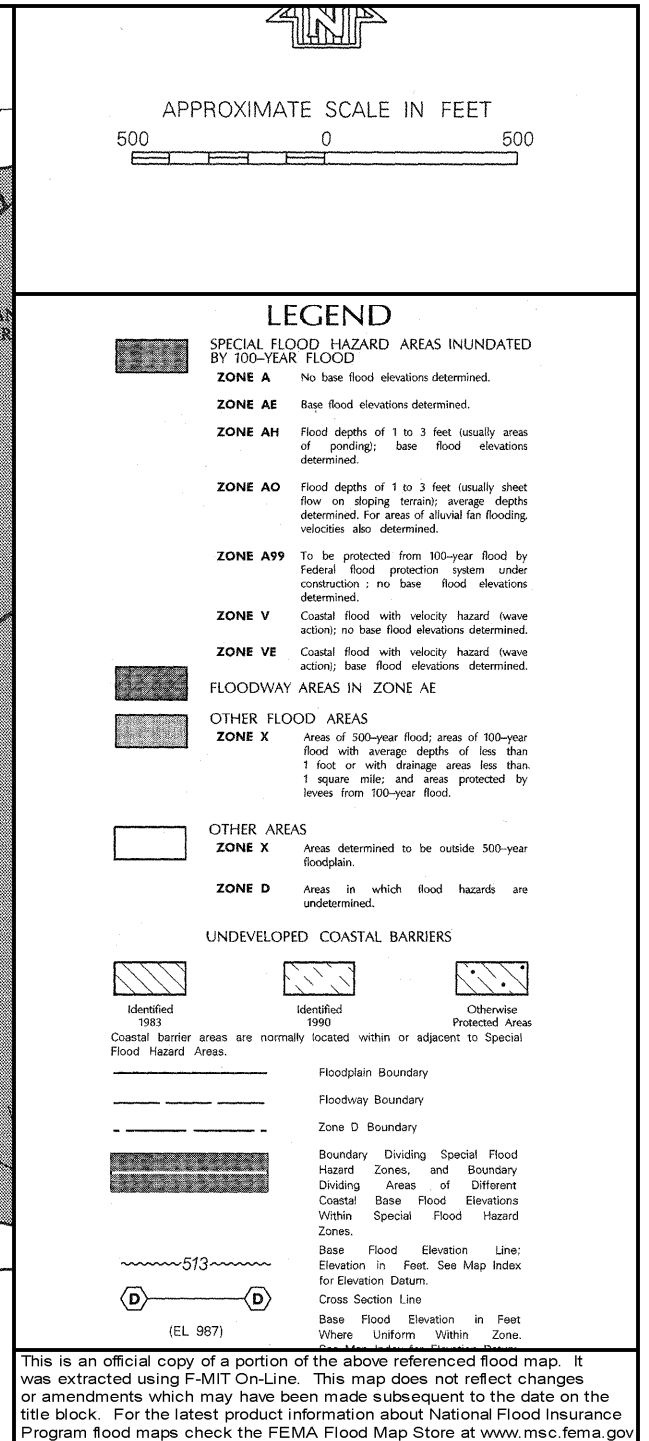 N
APPROXIMATE SCALE IN FEET
500 0 500
LEGEND
SPECIAL FLOOD HAZARD AREAS INUNDATED
BY 100-YEAR FLOOD
ZONE A No base flood elevations determined.
ZONE AE Base flood elevations determined.
ZONE AH Flood depths of 1 to 3 feet (usually areas
of ponding); base flood elevations
determined.
ZONE AO Flood depths of 1 to 3 feet (usually sheet
flow on sloping terrain); average depths
determined. For areas of alluvial fan flooding,
velocities also determined.
ZONE A99 To be protected from 100-year flood by
Federal flood protection system under
construction ; no base flood elevations
determined.
ZONE V Coastal flood with velocity hazard (wave
action); no base flood elevations determined.
ZONE VE Coastal flood with velocity hazard (wave
action); base flood elevations determined.
FLOODWAY AREAS IN ZONE AE
OTHER FLOOD AREAS
ZONE X Areas of 500-year flood; areas of 100-year
flood with average depths of less than
1 foot or with drainage areas less than
1 square mile; and areas protected by
levees from 100-year flood.
OTHER AREAS
ZONE X Areas determined to be outside 500-year
floodplain.
ZONE D Areas in which flood hazards are
undetermined.
UNDEVELOPED COASTAL BARRIERS
Identified Identified Otherwise
1983 1990 Protected Areas
Coastal barrier areas are normally located within or adjacent to Special
Flood Hazard Areas.
Floodplain Boundary
Floodway Boundary
Zone D Boundary
Boundary Dividing Special Flood
Hazard Zones, and Boundary
Dividing Areas of Different
Coastal Base Flood Elevations
Within Special Flood Hazard
Zones.
513 Base Flood Elevation Line;
Elevation in Feet. See Map Index
for Elevation Datum.
D D Cross Section Line
(EL 987) Base Flood Elevation in Feet
Where Uniform Within Zone.
This is an official copy of a portion of the above referenced flood map. It
was extracted using F-MIT On-Line. This map does not reflect changes
or amendments which may have been made subsequent to the date on the
title block. For the latest product information about National Flood Insurance
Program flood maps check the FEMA Flood Map Store at www.msc.fema.gov